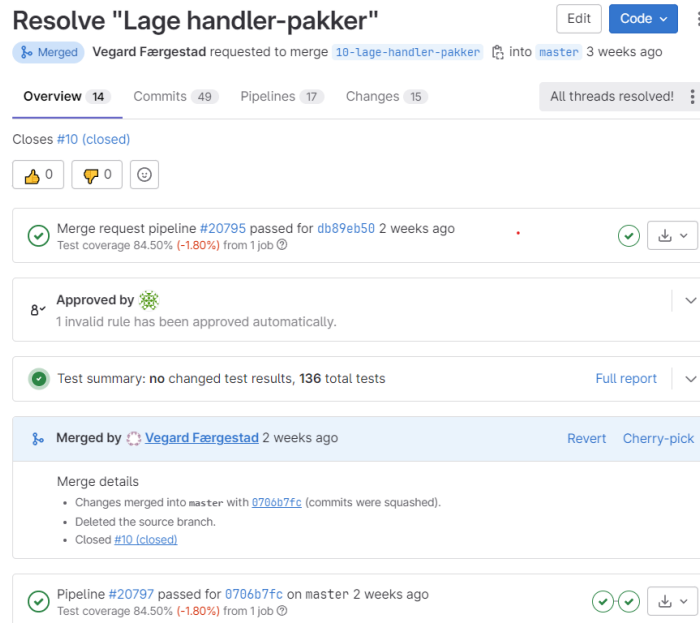 Resolve "Lage handler-pakker"
Edit
Code
Merged Vegard Færgestad requested to merge 10-lage-handler-pakker into master 3 weeks ago
Overview 14 Commits 49 Pipelines 17 Changes 15 All threads resolved!
Closes #10 (closed)
0 0
Merge request pipeline #20795 passed for db89eb50 2 weeks ago
Test coverage 84.50% (-1.80%) from 1 job
Approved by
1 invalid rule has been approved automatically.
Test summary: no changed test results, 136 total tests Full report
Merged by Vegard Færgestad 2 weeks ago Revert Cherry-pick
Merge details
• Changes merged into master with 0706b7fc (commits were squashed).
• Deleted the source branch.
• Closed #10 (closed)
Pipeline #20797 passed for 0706b7fc on master 2 weeks ago
Test coverage 84.50% (-1.80%) from 1 job